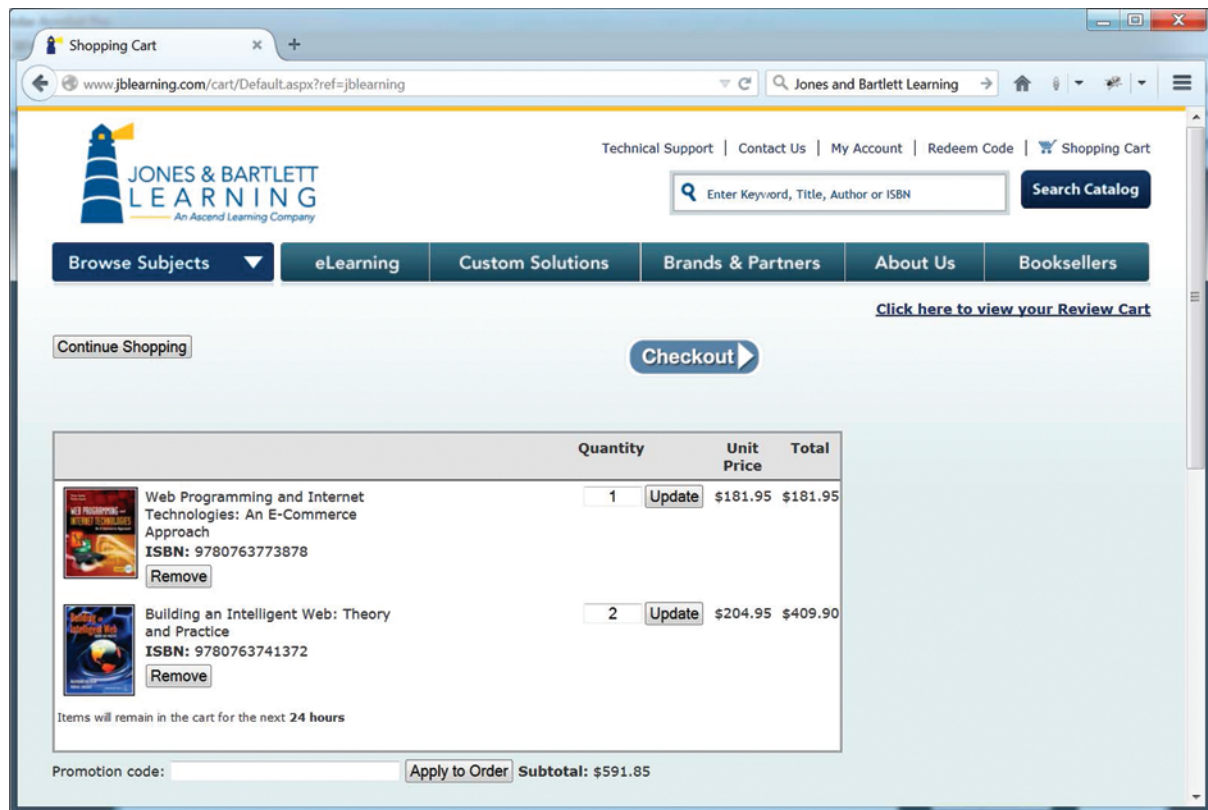 Shopping Cart
www.jblearning.com/cart/Default.aspx?ref=jblearning
Jones and Bartlett Learning
JONES & BARTLETT
LEARNING
An Ascend Learning Company
Technical Support | Contact Us | My Account | Redeem Code | Shopping Cart
Enter Keyword, Title, Author or ISBN
Search Catalog
Browse Subjects eLearning Custom Solutions Brands & Partners About Us Booksellers
Click here to view your Review Cart
Continue Shopping
Checkout
Quantity Unit Price Total
Web Programming and Internet 1 Update $181.95 $181.95
Technologies: An E-Commerce
Approach
ISBN: 9780763773878
Remove
Building an Intelligent Web: Theory 2 Update $204.95 $409.90
and Practice
ISBN: 9780763741372
Remove
Items will remain in the cart for the next 24 hours
Promotion code: Apply to Order Subtotal: $591.85